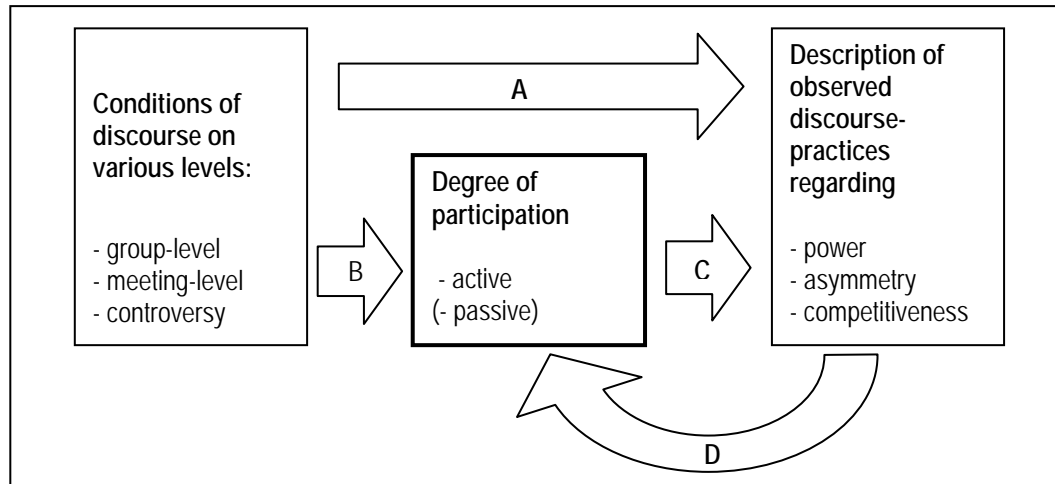 Conditions of
discourse on
various levels:
- group-level
- meeting-level
- controversy
A
B
Degree of
participation
- active
(- passive)
C
Description of
observed
discourse-
practices
regarding
- power
- asymmetry
- competitiveness
D